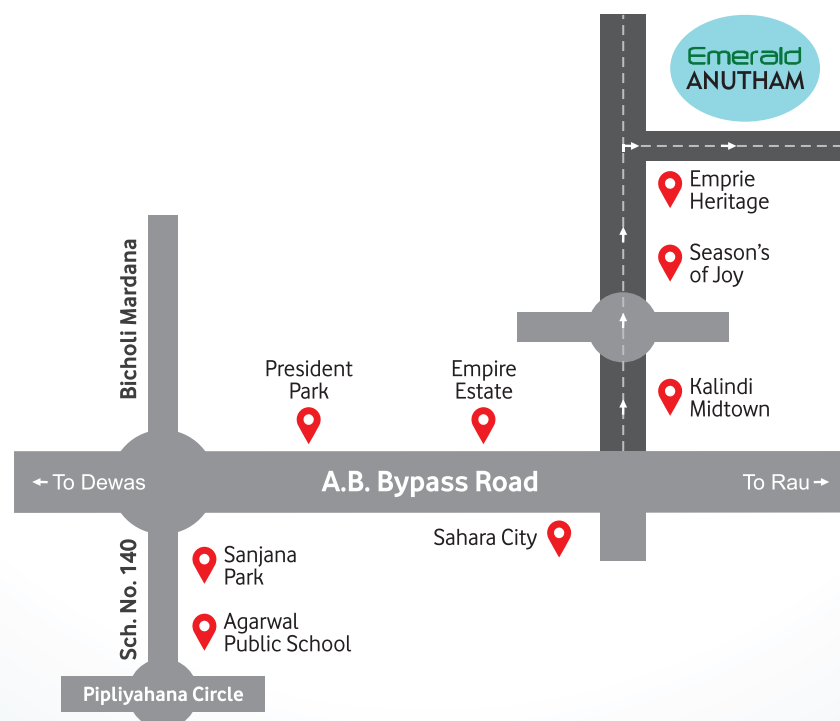 Emerald
ANUTHAM
Emprie
Heritage
Season's
of Joy
Bicholi Mardana
President
Park
Empire
Estate
Kalindi
Midtown
To Dewas
A.B. Bypass Road
To Rau
Sahara City
Sch. No. 140
Sanjana
Park
Agarwal
Public School
Pipliyahana Circle